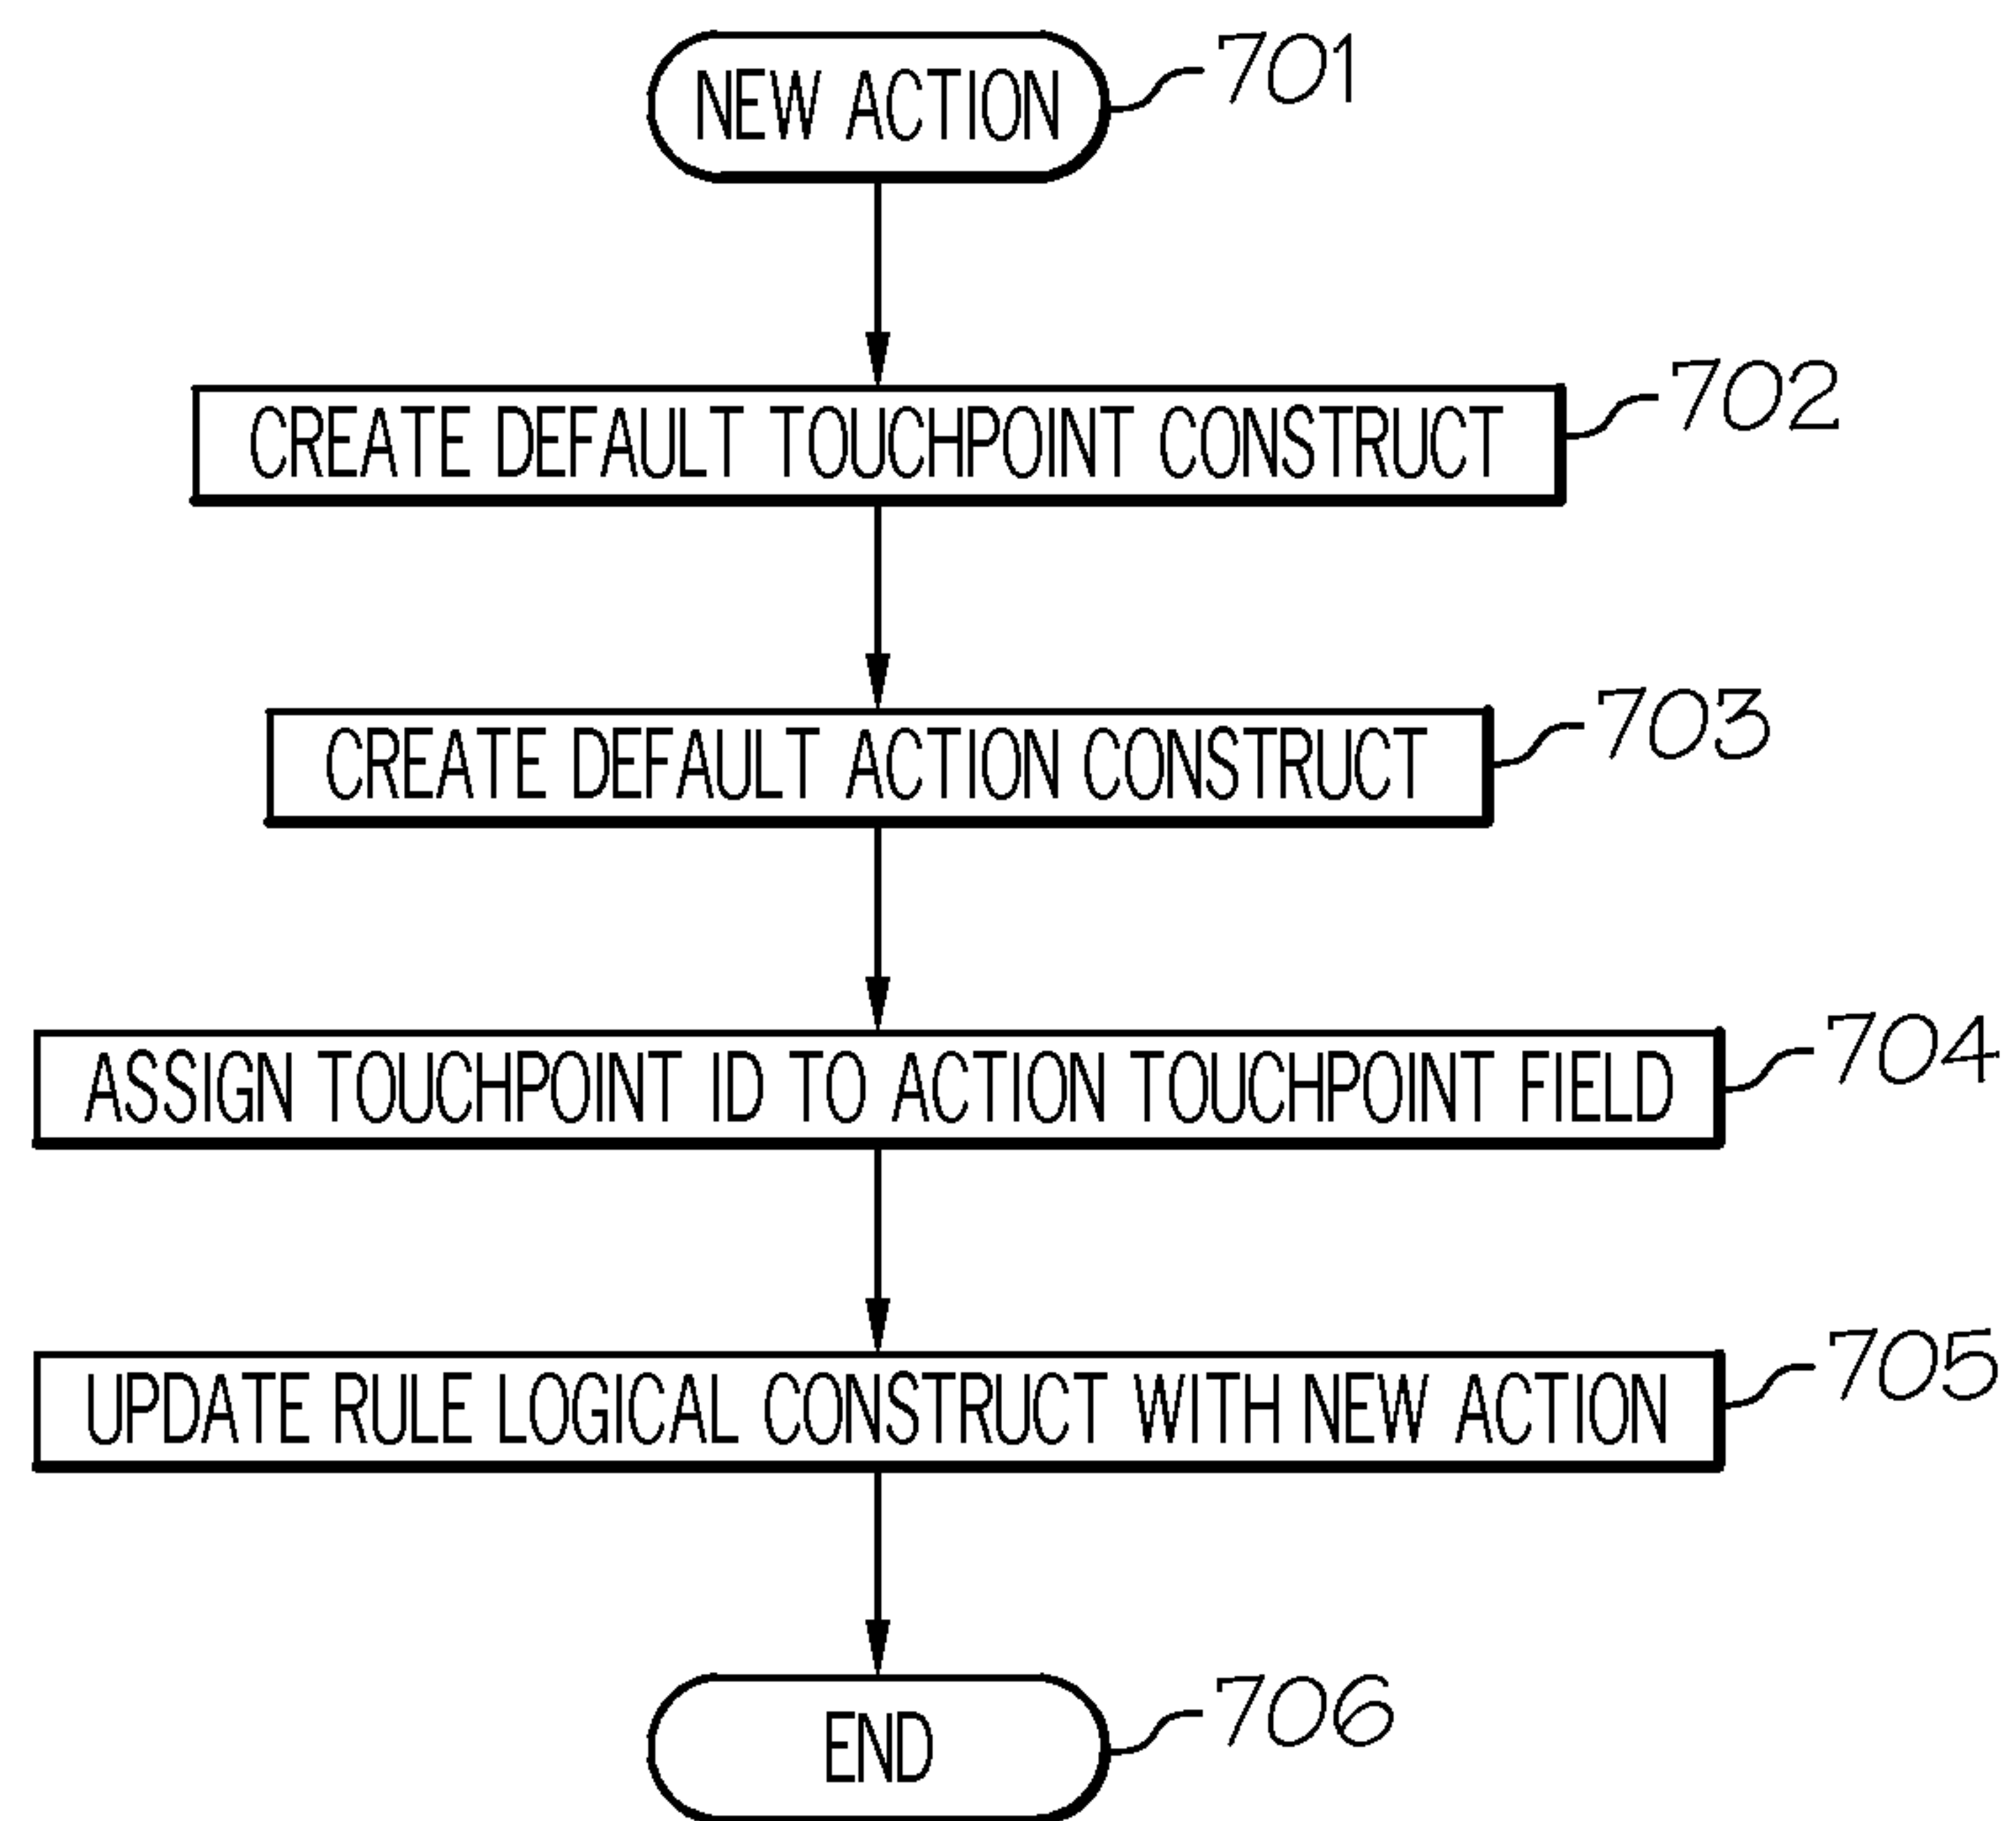 NEW ACTION 701
CREATE DEFAULT TOUCHPOINT CONSTRUCT 702
CREATE DEFAULT ACTION CONSTRUCT 703
ASSIGN TOUCHPOINT ID TO ACTION TOUCHPOINT FIELD 704
UPDATE RULE LOGICAL CONSTRUCT WITH NEW ACTION 705
END 706